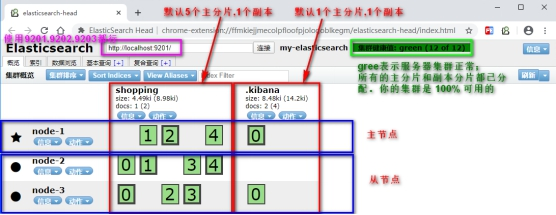 默认5个主分片,1个副本
默认1个主分片,1个副本
elasticsearch-head
ElasticSearch Head | chrome-extension://ffmkiejjmecolpfloofpjologoblkegm/elasticsearch-head/index.html
使用9201,9202,9203都行
Elasticsearch
http://localhost:9201/
连接
my-elasticsearch
集群健康值: green (12 of 12)
信息
概览
索引
数据浏览
基本查询 [+]
复合查询 [+]
gree表示服务器集群正常:
所有的主分片和副本分片都已分
配。你的集群是 100% 可用的
集群概览
集群排序
Sort Indices
View Aliases
Index Filter
刷新
shopping
size: 4.49ki (8.98ki)
docs: 1 (2)
信息
动作
.kibana
size: 8.48ki (14.2ki)
docs: 2 (4)
信息
动作
node-1
信息
动作
1
2
4
0
主节点
node-2
信息
动作
0
1
3
4
从节点
node-3
信息
动作
0
2
3
0